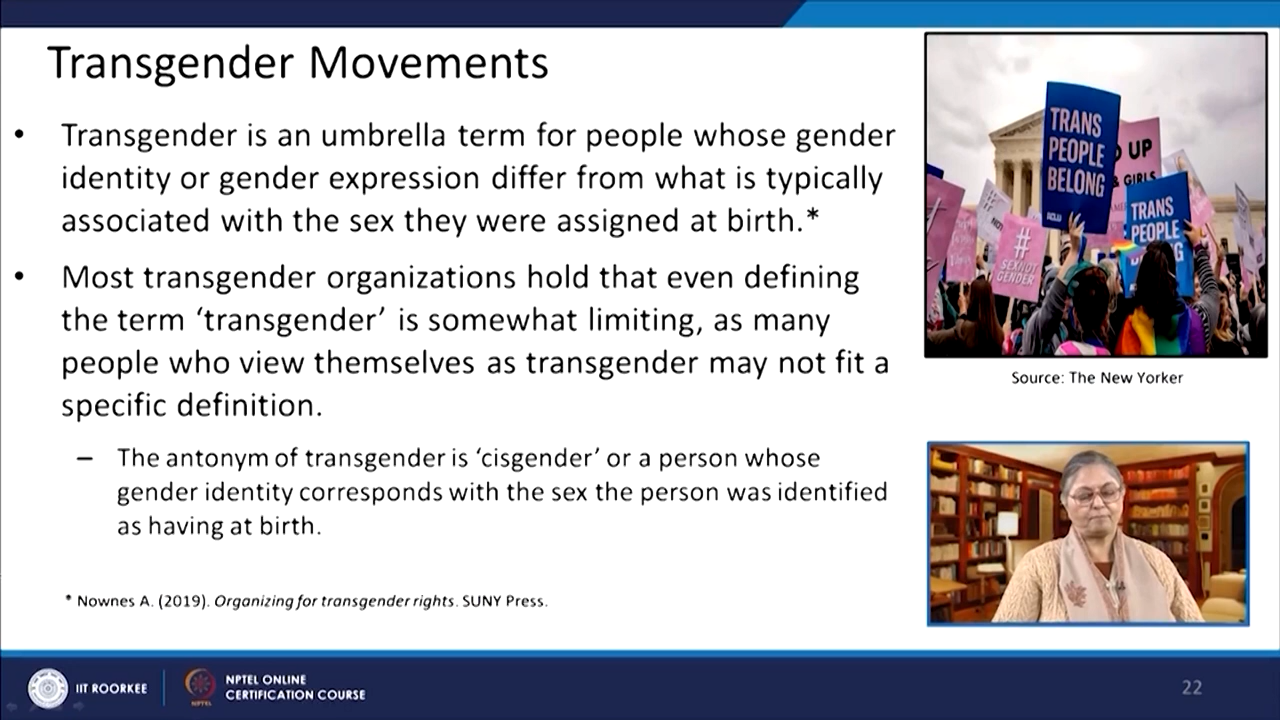 Transgender Movements
• Transgender is an umbrella term for people whose gender
identity or gender expression differ from what is typically
associated with the sex they were assigned at birth.*
• Most transgender organizations hold that even defining
the term ‘transgender’ is somewhat limiting, as many
people who view themselves as transgender may not fit a
specific definition.
– The antonym of transgender is ‘cisgender’ or a person whose
gender identity corresponds with the sex the person was identified
as having at birth.
* Nownes A. (2019). Organizing for transgender rights. SUNY Press.
TRANS
PEOPLE
BELONG
UP
& GIRLS
TRANS
PEOPLE
#
SEX NOT
GENDER
Source: The New Yorker
IIT ROORKEE
NPTEL
NPTEL ONLINE
CERTIFICATION COURSE
22